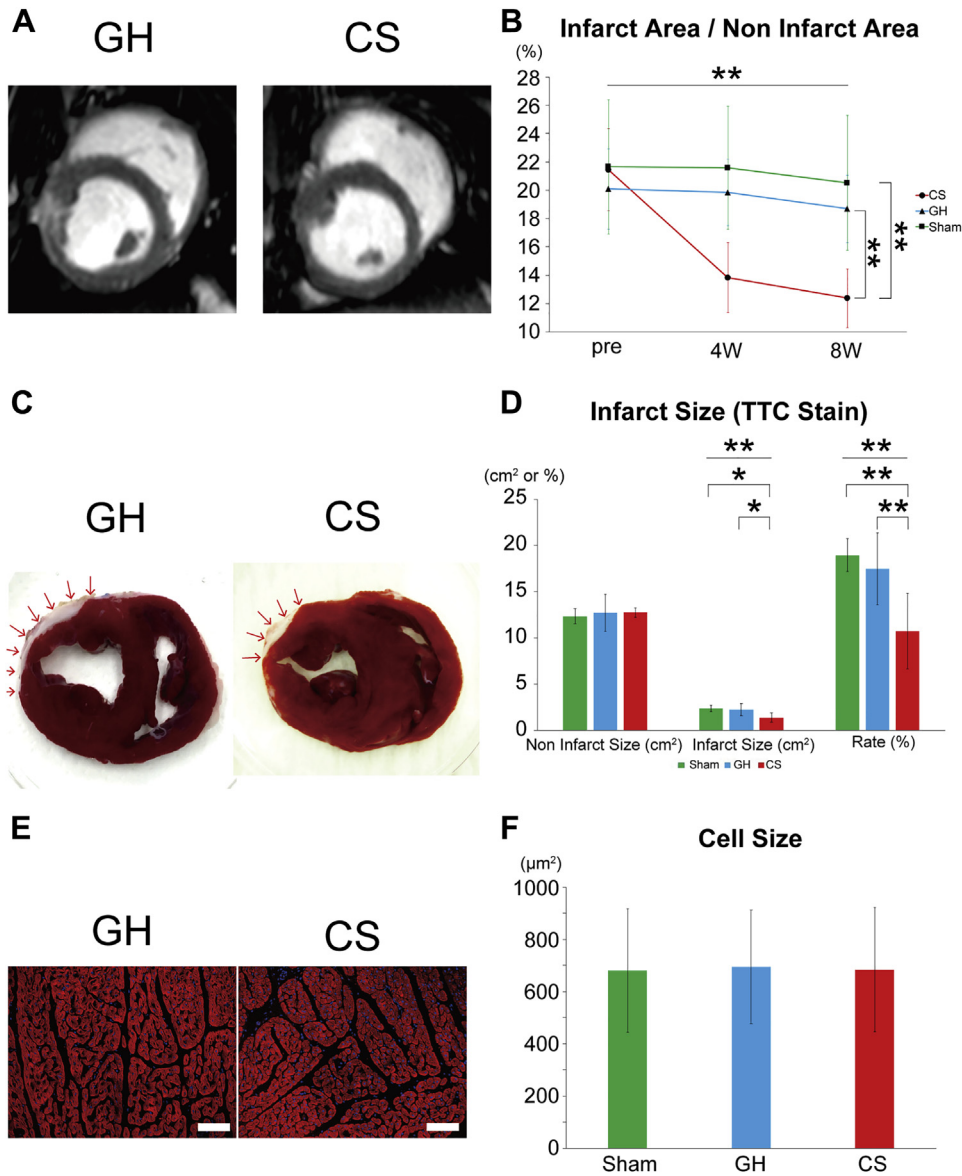 A
GH
CS
B
Infarct Area / Non Infarct Area
(%)
28
26
24
22
20
18
16
14
12
10
**
**
**
pre
4W
8W
CS
GH
Sham
C
GH
CS
D
Infarct Size (TTC Stain)
(cm² or %)
25
20
15
10
5
0
** **
* **
* **
Non Infarct Size (cm²)
Infarct Size (cm²)
Rate (%)
Sham GH CS
E
GH
CS
F
Cell Size
(µm²)
1000
800
600
400
200
0
Sham
GH
CS